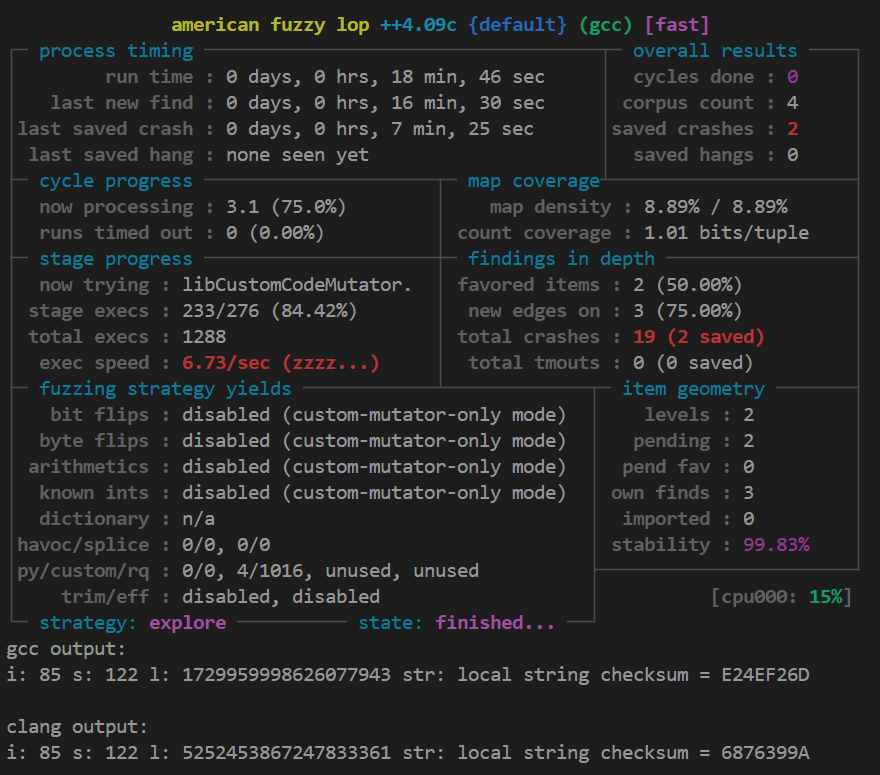 american fuzzy lop ++4.09c {default} (gcc) [fast]
process timing overall results
run time : 0 days, 0 hrs, 18 min, 46 sec cycles done : 0
last new find : 0 days, 0 hrs, 16 min, 30 sec corpus count : 4
last saved crash : 0 days, 0 hrs, 7 min, 25 sec saved crashes : 2
last saved hang : none seen yet saved hangs : 0
cycle progress map coverage
now processing : 3.1 (75.0%) map density : 8.89% / 8.89%
runs timed out : 0 (0.00%) count coverage : 1.01 bits/tuple
stage progress findings in depth
now trying : libCustomCodeMutator. favored items : 2 (50.00%)
stage execs : 233/276 (84.42%) new edges on : 3 (75.00%)
total execs : 1288 total crashes : 19 (2 saved)
exec speed : 6.73/sec (zzzz...) total tmouts : 0 (0 saved)
fuzzing strategy yields item geometry
bit flips : disabled (custom-mutator-only mode) levels : 2
byte flips : disabled (custom-mutator-only mode) pending : 2
arithmetics : disabled (custom-mutator-only mode) pend fav : 0
known ints : disabled (custom-mutator-only mode) own finds : 3
dictionary : n/a imported : 0
havoc/splice : 0/0, 0/0 stability : 99.83%
py/custom/rq : 0/0, 4/1016, unused, unused
trim/eff : disabled, disabled [cpu000: 15%]
strategy: explore state: finished...
gcc output:
i: 85 s: 122 l: 1729959998626077943 str: local string checksum = E24EF26D
clang output:
i: 85 s: 122 l: 5252453867247833361 str: local string checksum = 6876399A